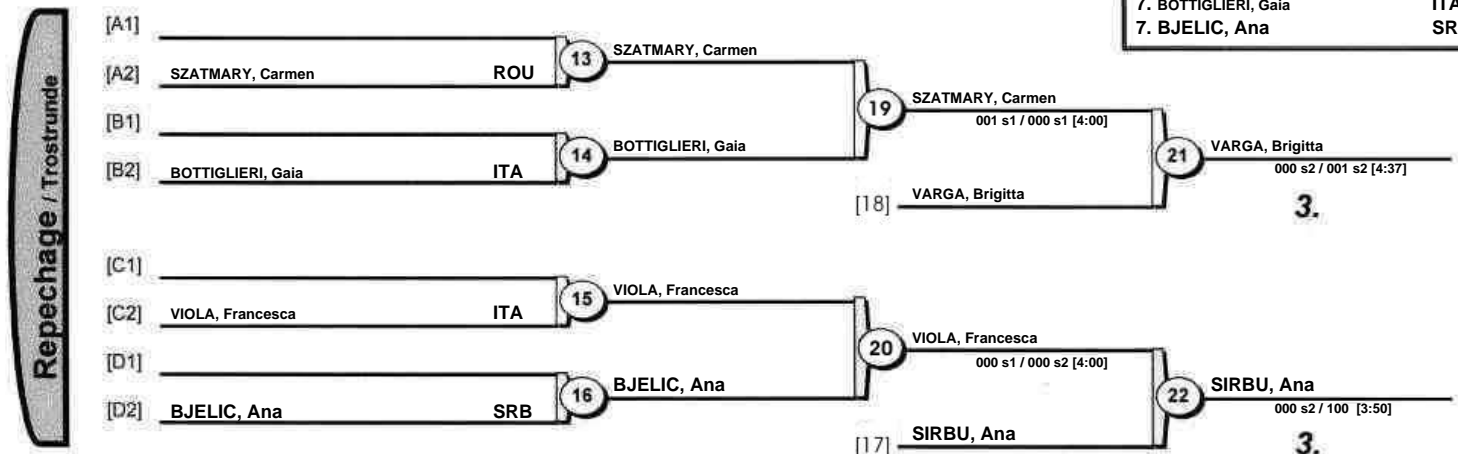 7. BOTTIGLIERI, Gaia
7. BJELIC, Ana
Repechage / Trostrunde
[A1]
[A2] SZATMARY, Carmen ROU
13 SZATMARY, Carmen
[B1]
[B2] BOTTIGLIERI, Gaia ITA
14 BOTTIGLIERI, Gaia
19 SZATMARY, Carmen
001 s1 / 000 s1 [4:00]
[18] VARGA, Brigitta
21 VARGA, Brigitta
000 s2 / 001 s2 [4:37]
3.
[C1]
[C2] VIOLA, Francesca ITA
15 VIOLA, Francesca
[D1]
[D2] BJELIC, Ana SRB
16 BJELIC, Ana
20 VIOLA, Francesca
000 s1 / 000 s2 [4:00]
[17] SIRBU, Ana
22 SIRBU, Ana
000 s2 / 100 [3:50]
3.